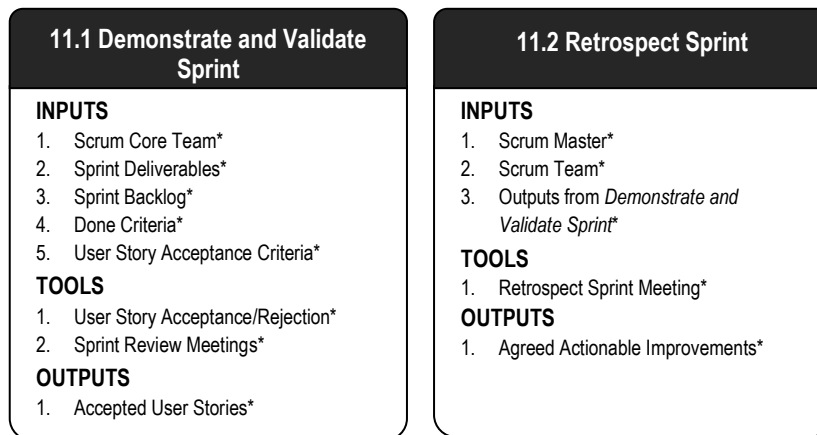 11.1 Demonstrate and Validate
Sprint
INPUTS
1. Scrum Core Team*
2. Sprint Deliverables*
3. Sprint Backlog*
4. Done Criteria*
5. User Story Acceptance Criteria*
TOOLS
1. User Story Acceptance/Rejection*
2. Sprint Review Meetings*
OUTPUTS
1. Accepted User Stories*
11.2 Retrospect Sprint
INPUTS
1. Scrum Master*
2. Scrum Team*
3. Outputs from Demonstrate and
Validate Sprint*
TOOLS
1. Retrospect Sprint Meeting*
OUTPUTS
1. Agreed Actionable Improvements*